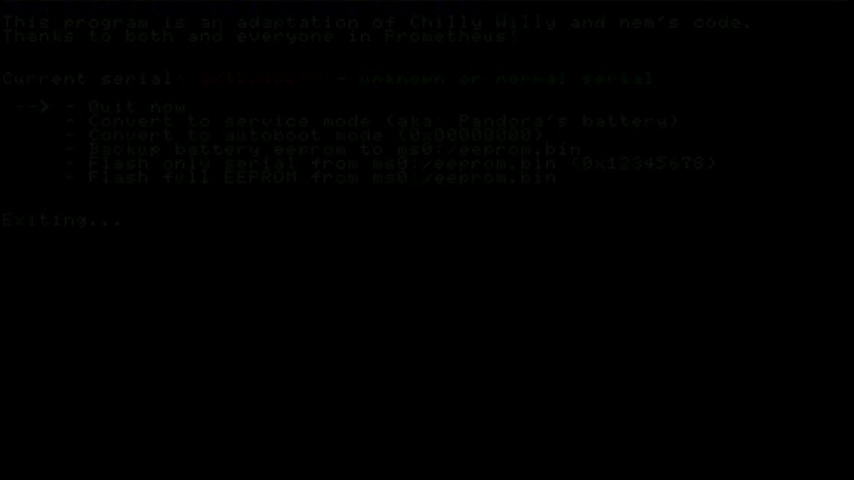 This program is an adaptation of Chilly Willy and nem's code.
Thanks to both and everyone in Prometheus!
Current serial: - unknown or normal serial
--> - Quit now
- Convert to service mode (aka: Pandora's battery)
- Convert to autoboot mode (0x00000000)
- Backup battery eeprom to ms0:/eeprom.bin
- Flash only serial from ms0:/eeprom.bin (0x12345678)
- Flash full EEPROM from ms0:/eeprom.bin
Exiting...